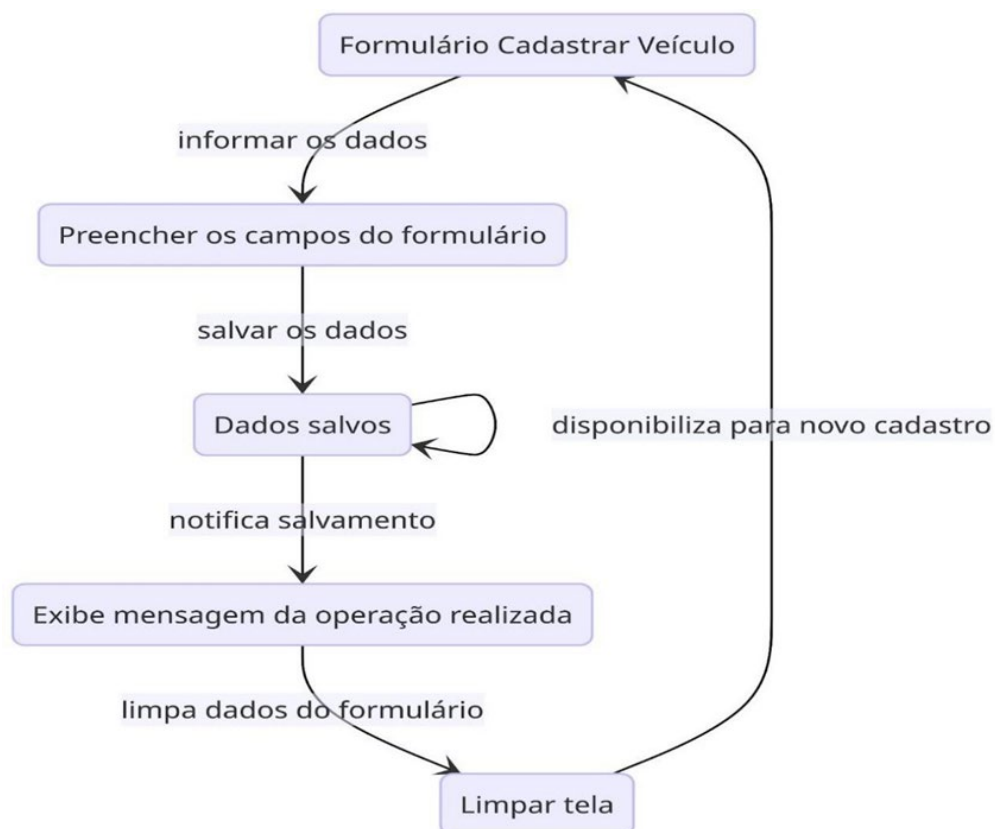 Formulário Cadastrar Veículo
informar os dados
Preencher os campos do formulário
salvar os dados
Dados salvos
disponibiliza para novo cadastro
notifica salvamento
Exibe mensagem da operação realizada
limpa dados do formulário
Limpar tela